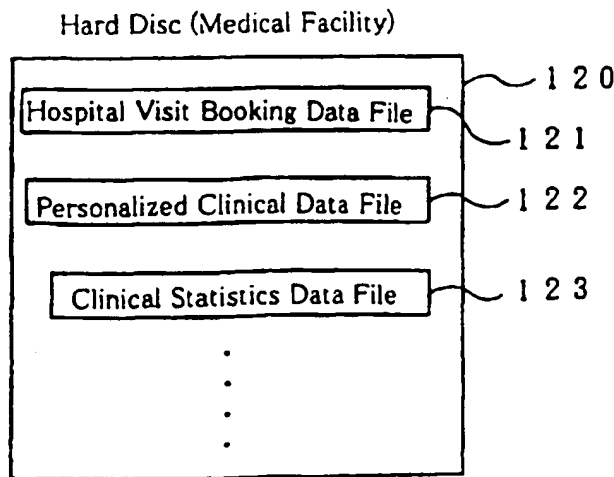 Hard Disc (Medical Facility)
120
Hospital Visit Booking Data File
121
Personalized Clinical Data File
122
Clinical Statistics Data File
123